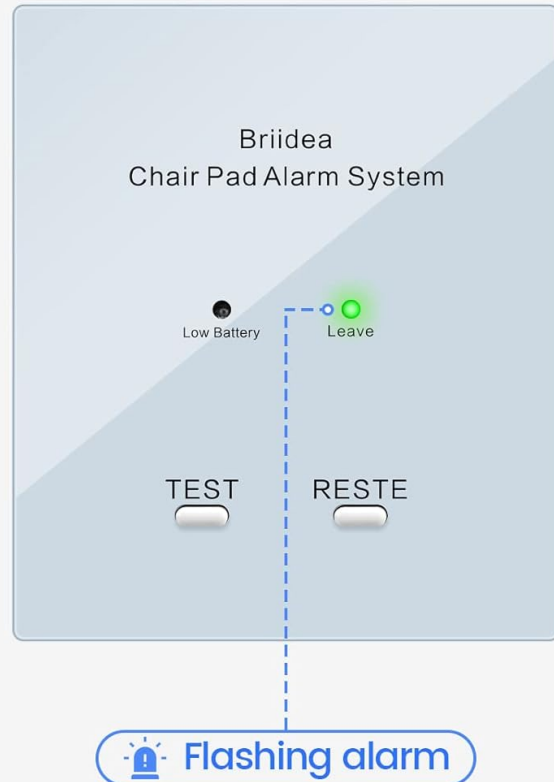 Briidea
Chair Pad Alarm System
Low Battery
Leave
TEST
RESTE
Flashing alarm